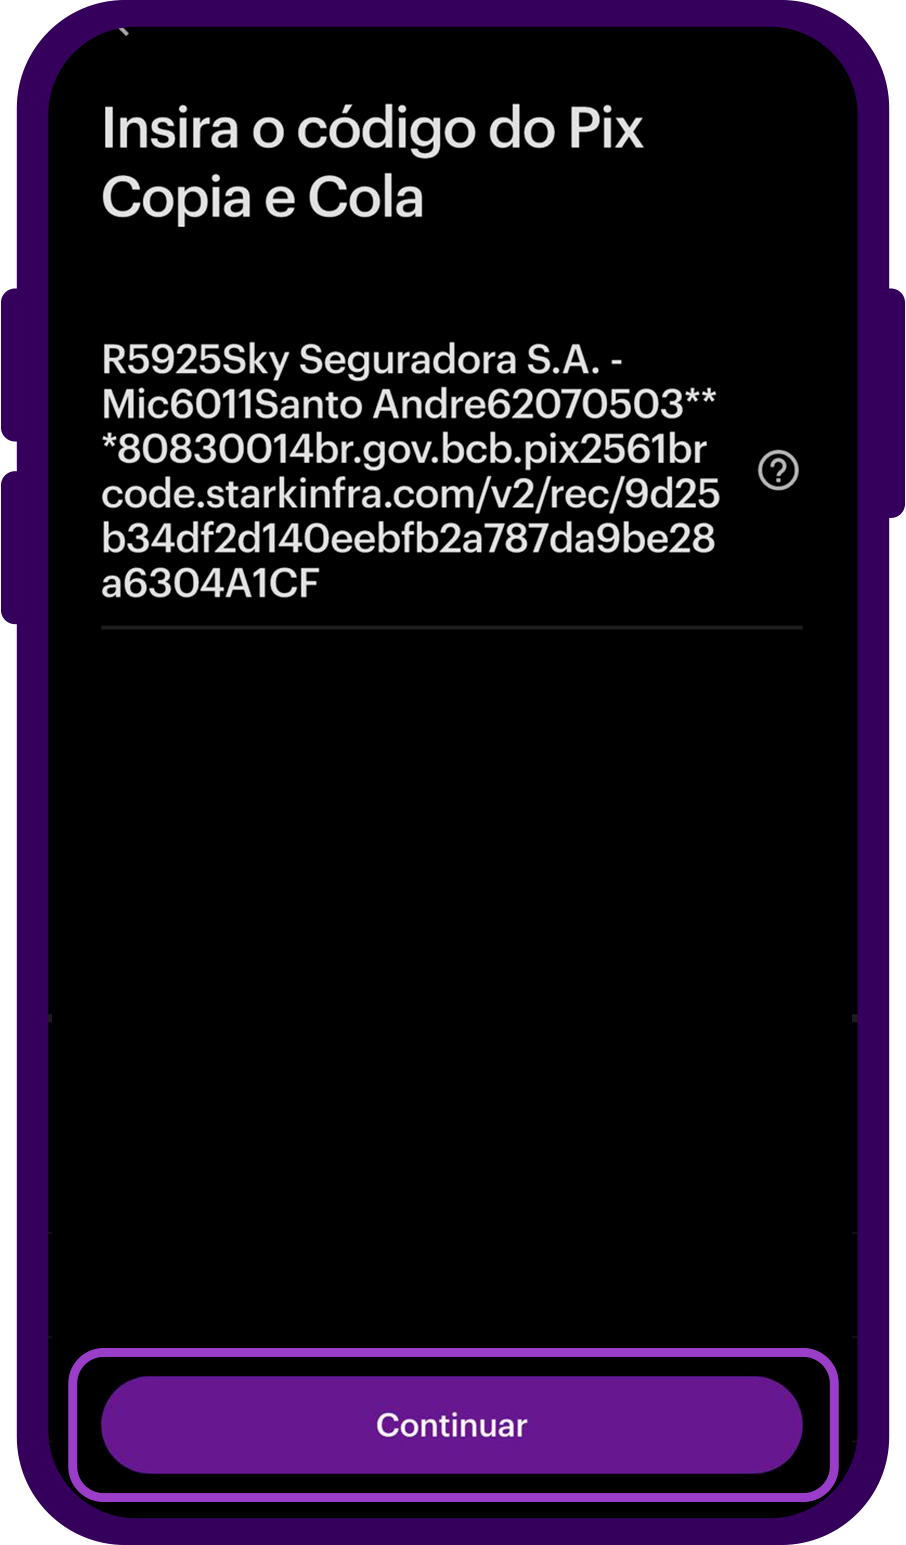 Insira o código do Pix
Copia e Cola
R5925Sky Seguradora S.A. -
Mic6011Santo Andre62070503**
*80830014br.gov.bcb.pix2561br
code.starkinfra.com/v2/rec/9d25
b34df2d140eebfb2a787da9be28
a6304A1CF
?
Continuar